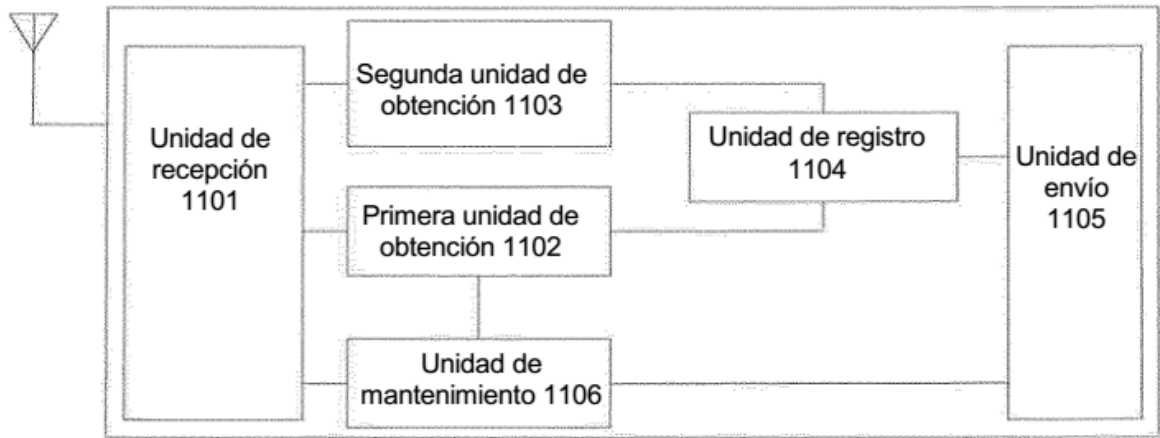 Unidad de
recepción
1101
Segunda unidad de
obtención 1103
Primera unidad de
obtención 1102
Unidad de
mantenimiento 1106
Unidad de registro
1104
Unidad de
envío
1105